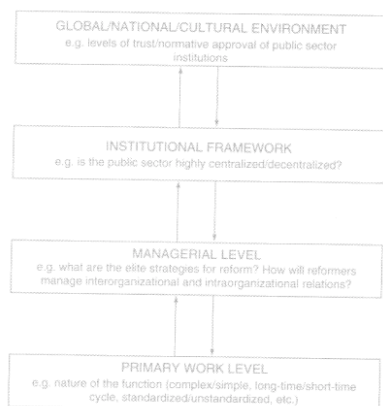 GLOBAL/NATIONAL/CULTURAL ENVIRONMENT
e.g. levels of trust/normative approval of public sector
institutions
INSTITUTIONAL FRAMEWORK
e.g. is the public sector highly centralized/decentralized?
MANAGERIAL LEVEL
e.g. what are the elite strategies for reform? How will reformers
manage interorganizational and intraorganizational relations?
PRIMARY WORK LEVEL
e.g. nature of the function (complex/simple, long-time/short-time
cycle, standardized/unstandardized, etc.)